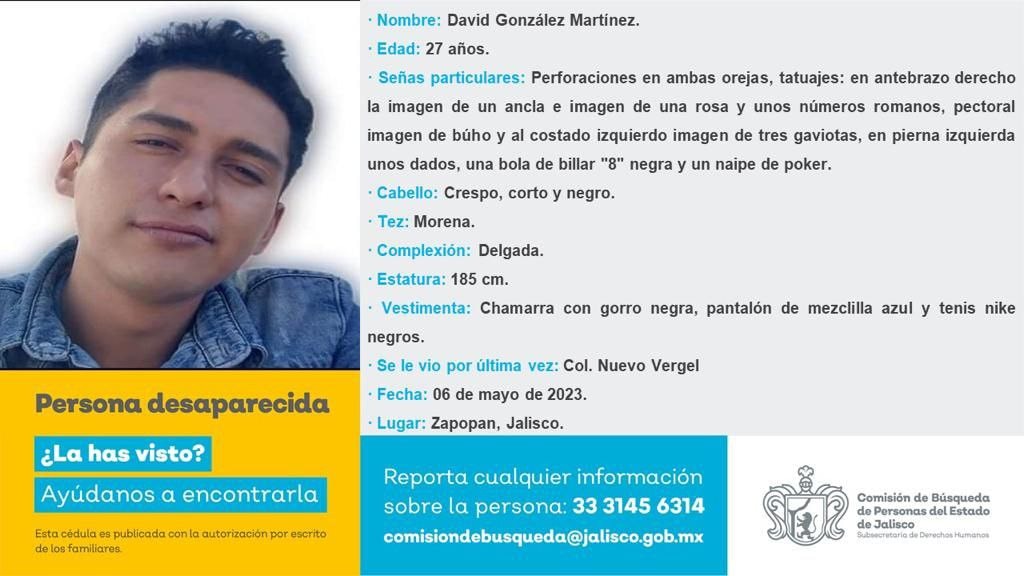 · Nombre: David González Martínez.
· Edad: 27 años.
· Señas particulares: Perforaciones en ambas orejas, tatuajes: en antebrazo derecho
la imagen de un ancla e imagen de una rosa y unos números romanos, pectoral
imagen de búho y al costado izquierdo imagen de tres gaviotas, en pierna izquierda
unos dados, una bola de billar "8" negra y un naipe de poker.
· Cabello: Crespo, corto y negro.
· Tez: Morena.
· Complexión: Delgada.
· Estatura: 185 cm.
· Vestimenta: Chamarra con gorro negra, pantalón de mezclilla azul y tenis nike
negros.
· Se le vio por última vez: Col. Nuevo Vergel
· Fecha: 06 de mayo de 2023.
· Lugar: Zapopan, Jalisco.
Persona desaparecida
¿La has visto?
Ayúdanos a encontrarla
Esta cédula es publicada con la autorización por escrito
de los familiares.
Reporta cualquier información
sobre la persona: 33 3145 6314
comisiondebusqueda@jalisco.gob.mx
Comisión de Búsqueda
de Personas del Estado
de Jalisco
Subsecretaría de Derechos Humanos